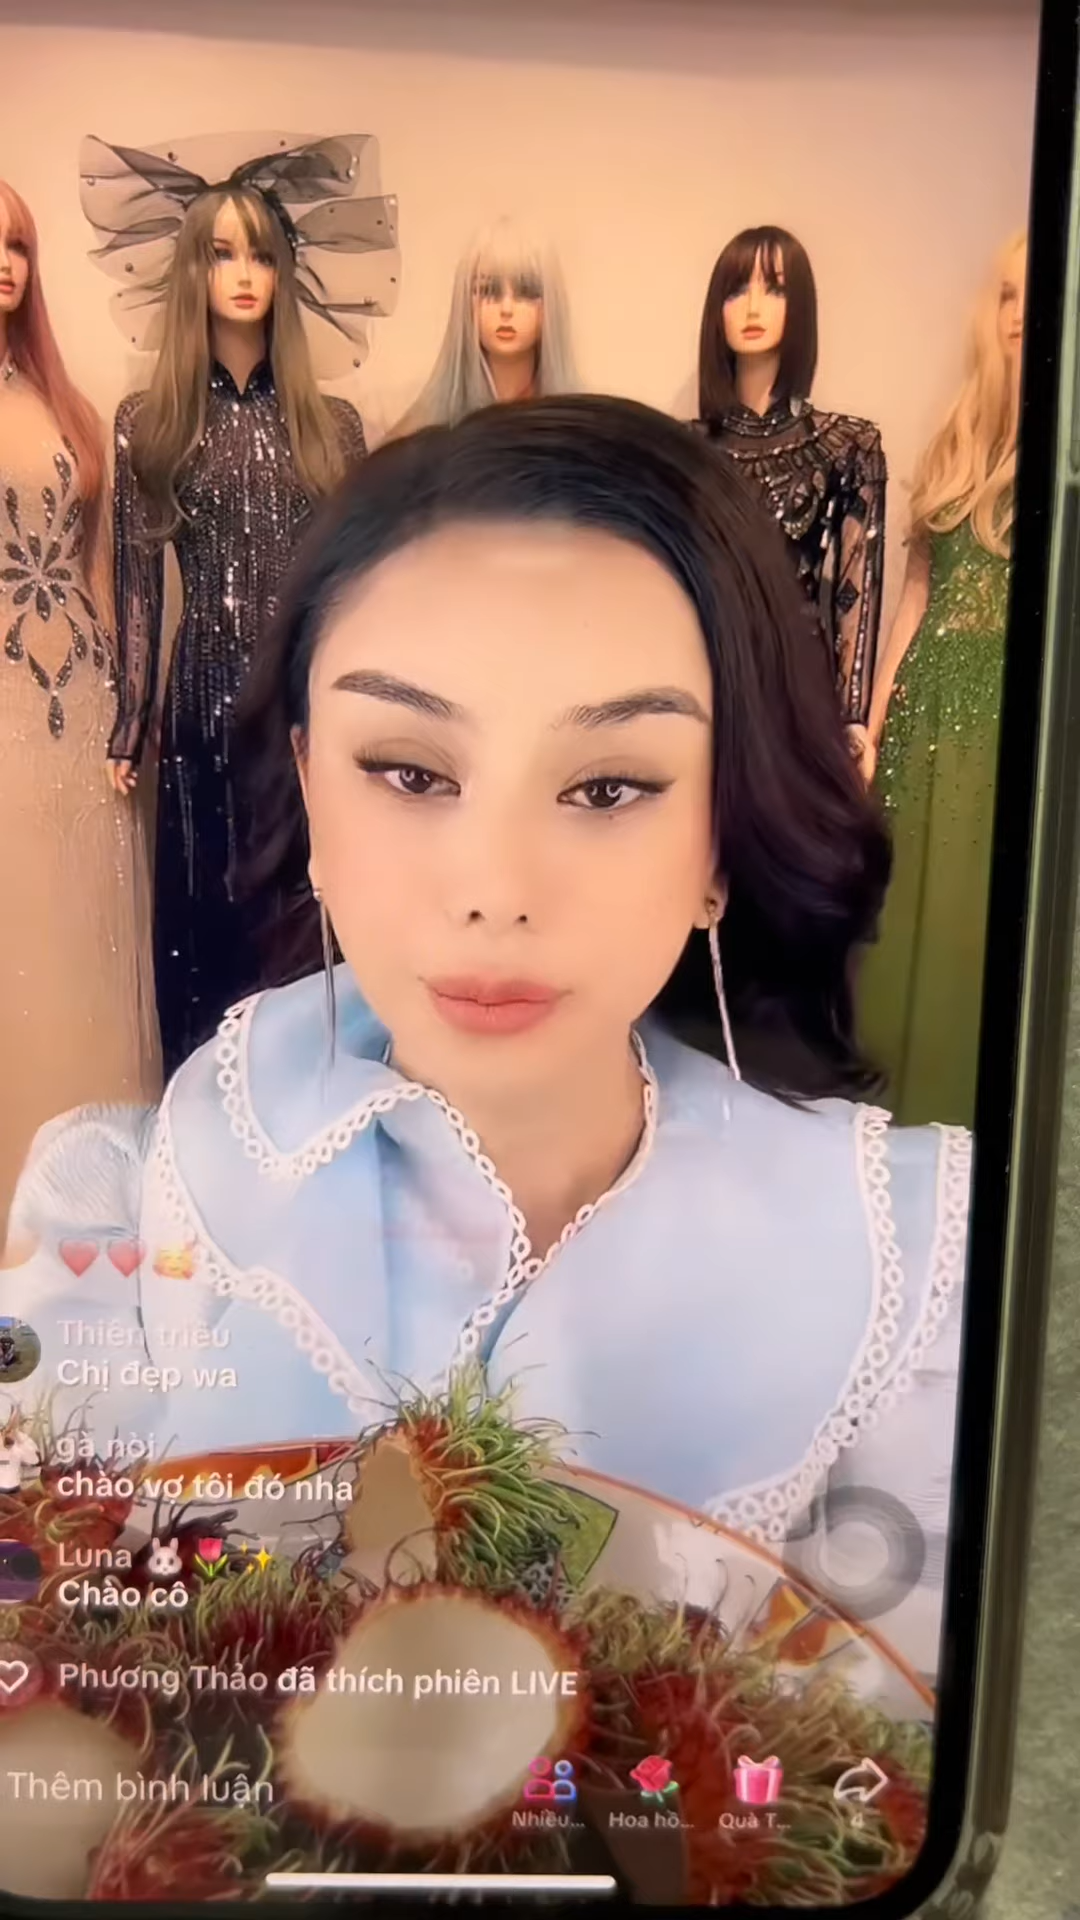 Thiên triều
Chị đẹp wa
gà nòi
chào vợ tôi đó nha
Luna 🐰🌷✨
Chào cô
Phương Thảo đã thích phiên LIVE
Thêm bình luận
Nhiều...
Hoa hồ...
Quà T...
4